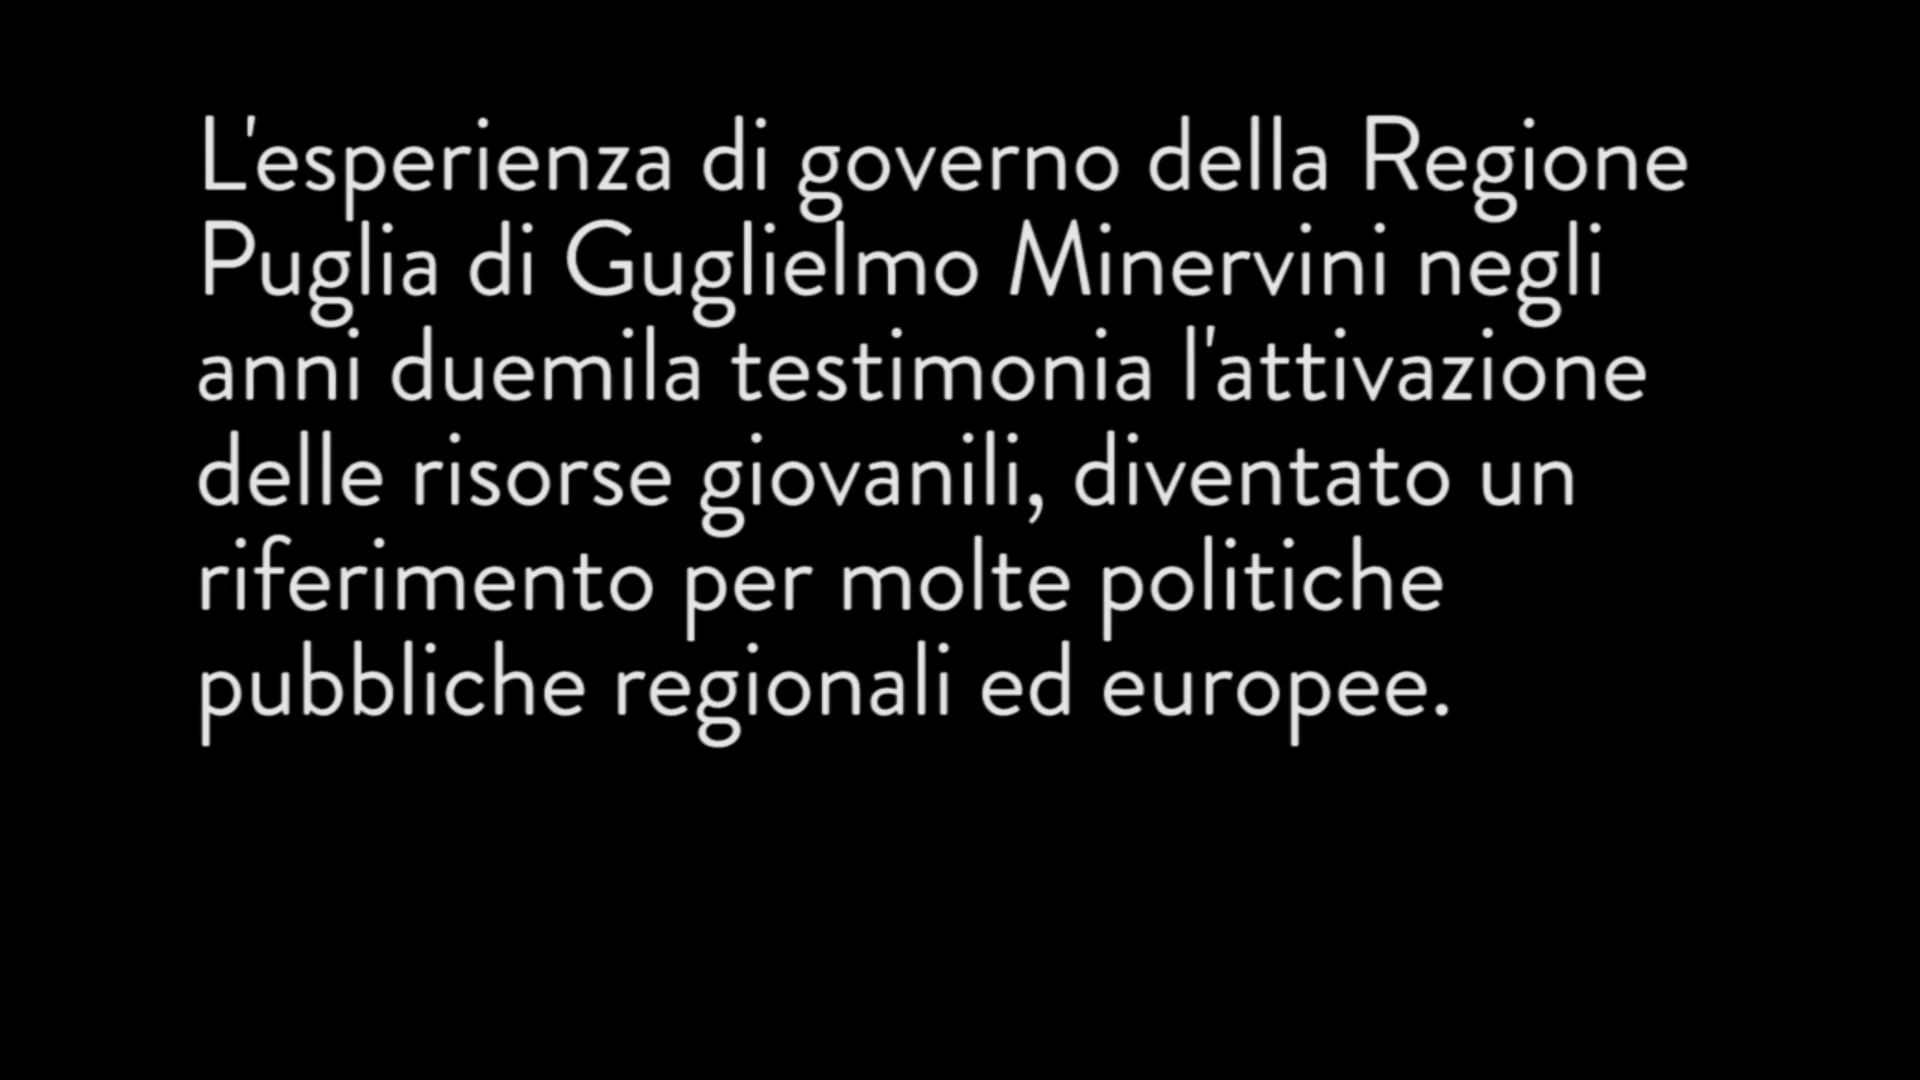 L'esperienza di governo della Regione
Puglia di Guglielmo Minervini negli
anni duemila testimonia l'attivazione
delle risorse giovanili, diventato un
riferimento per molte politiche
pubbliche regionali ed europee.